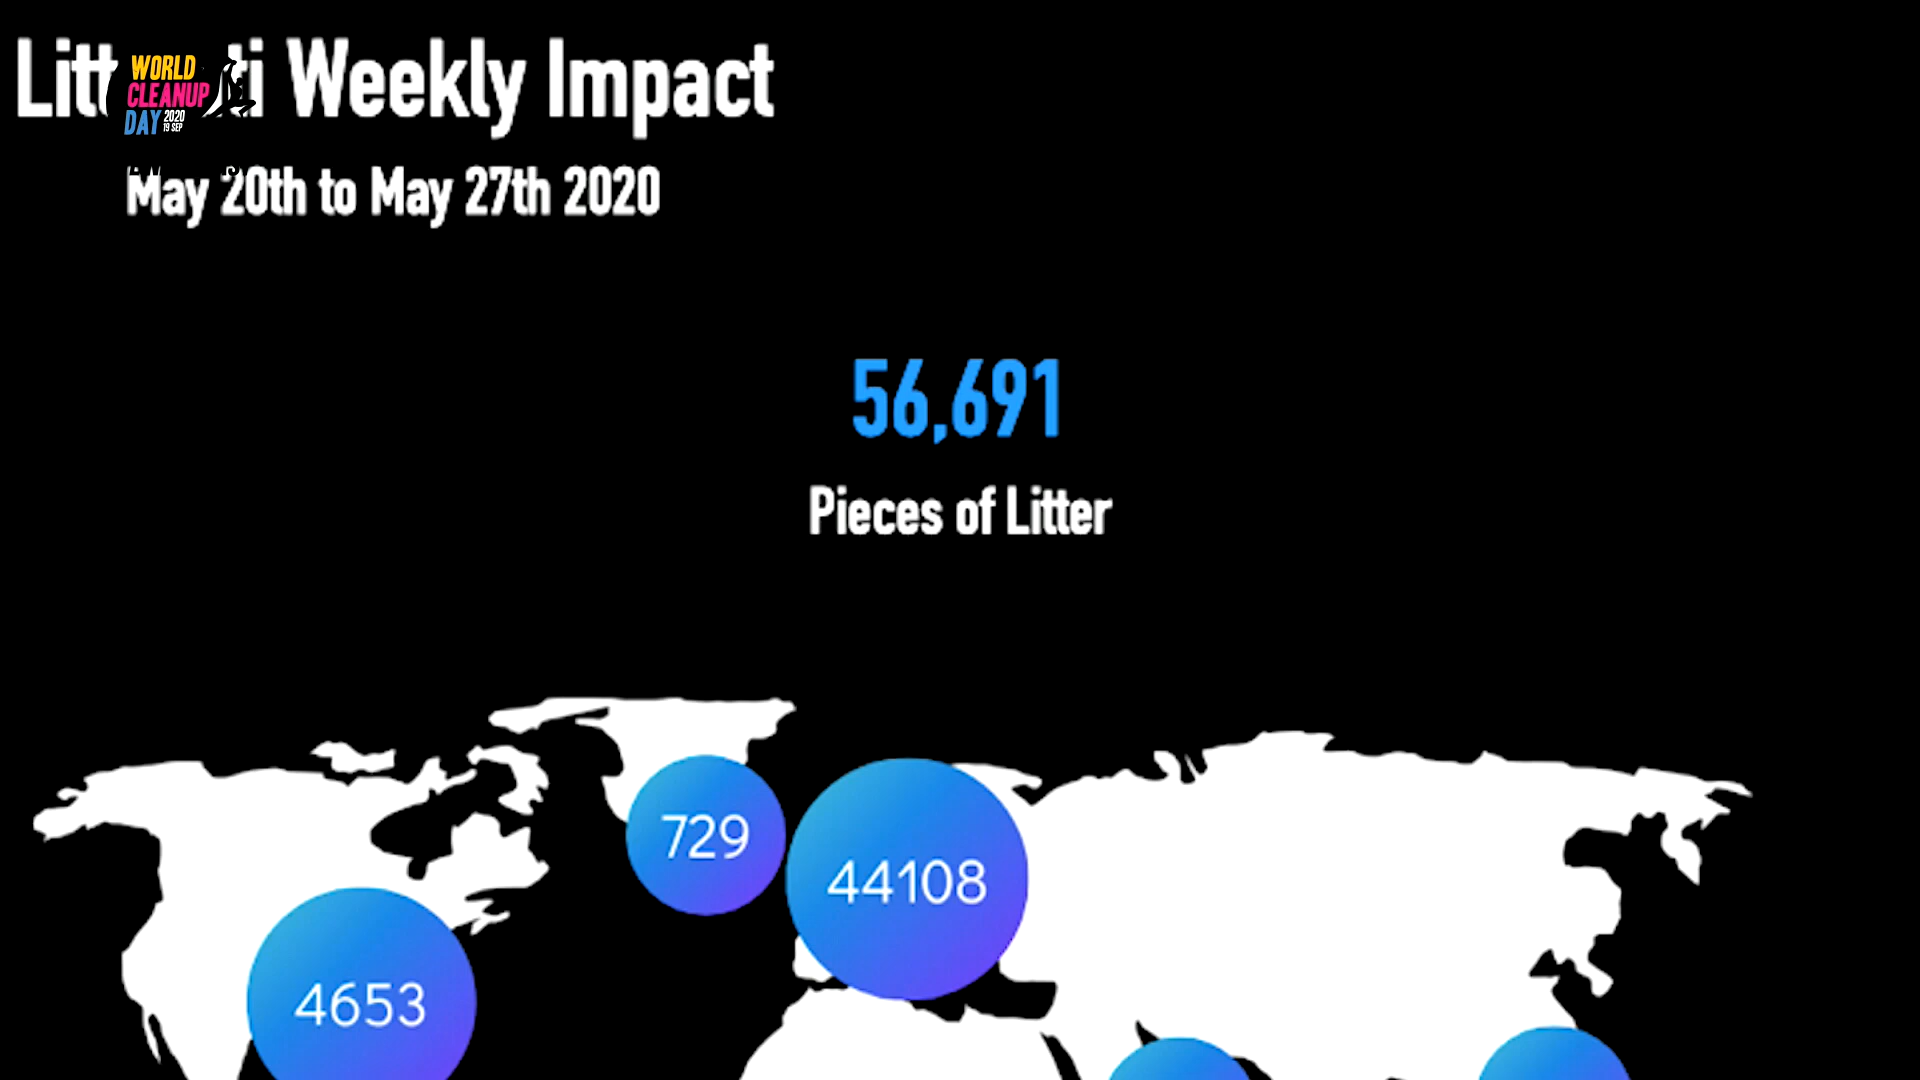 Weekly Impact
WORLD
CLEANUP
DAY 2020
19 SEP
May 20th to May 27th 2020
56,691
Pieces of Litter
729
44108
4653